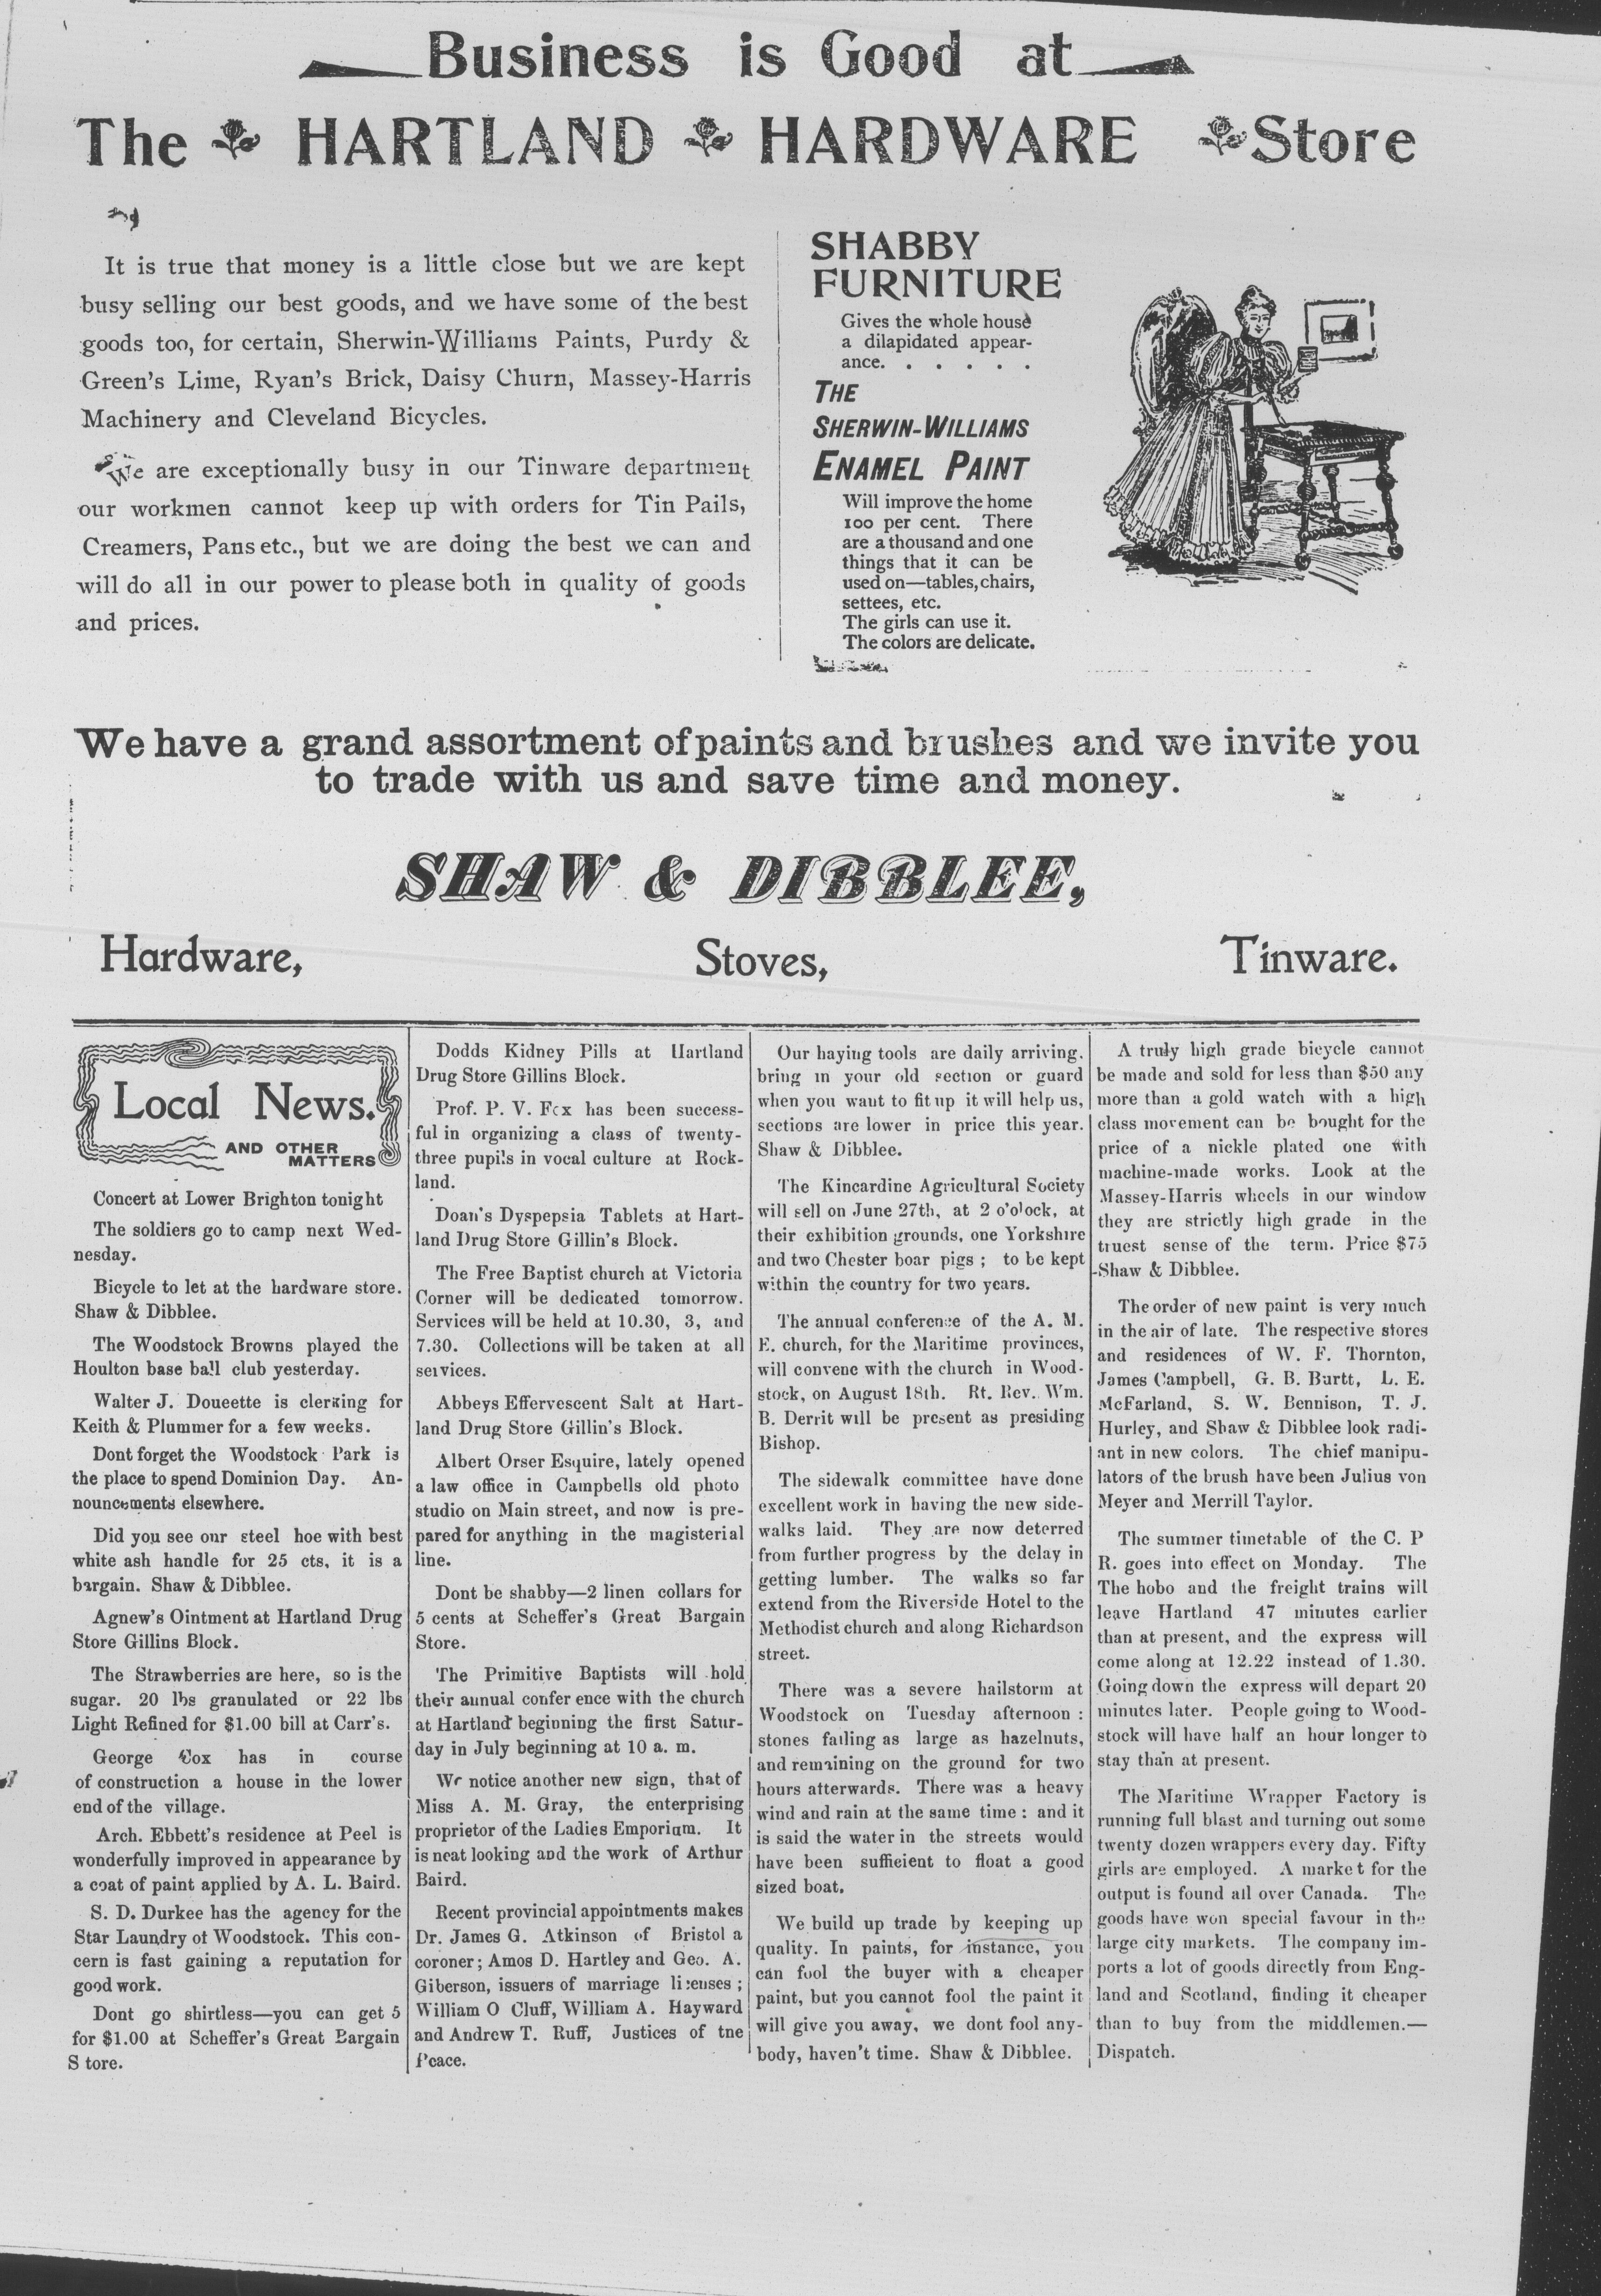 Business is Good at
The HARTLAND HARDWARE Store
It is true that money is a little close but we are kept
busy selling our best goods, and we have some of the best
goods too, for certain, Sherwin-Williams Paints, Purdy &
Green's Lime, Ryan's Brick, Daisy Churn, Massey-Harris
Machinery and Cleveland Bicycles.
We are exceptionally busy in our Tinware department
our workmen cannot keep up with orders for Tin Pails,
Creamers, Pans etc., but we are doing the best we can and
will do all in our power to please both in quality of goods
and prices.
SHABBY
FURNITURE
Gives the whole house
a dilapidated appear-
ance. . . . . .
THE
SHERWIN-WILLIAMS
ENAMEL PAINT
Will improve the home
100 per cent. There
are a thousand and one
things that it can be
used on—tables, chairs,
settees, etc.
The girls can use it.
The colors are delicate.
We have a grand assortment of paints and brushes and we invite you
to trade with us and save time and money.
SHAW & DIBBLEE,
Hardware, Stoves, Tinware.
Local News.
AND OTHER
MATTERS
Concert at Lower Brighton tonight
The soldiers go to camp next Wed-
nesday.
Bicycle to let at the hardware store.
Shaw & Dibblee.
The Woodstock Browns played the
Houlton base ball club yesterday.
Walter J. Doueette is clerking for
Keith & Plummer for a few weeks.
Dont forget the Woodstock Park is
the place to spend Dominion Day. An-
nouncements elsewhere.
Did you see our steel hoe with best
white ash handle for 25 cts, it is a
bargain. Shaw & Dibblee.
Agnew's Ointment at Hartland Drug
Store Gillins Block.
The Strawberries are here, so is the
sugar. 20 lbs granulated or 22 lbs
Light Refined for $1.00 bill at Carr's.
George Cox has in course
of construction a house in the lower
end of the village.
Arch. Ebbett's residence at Peel is
wonderfully improved in appearance by
a coat of paint applied by A. L. Baird.
S. D. Durkee has the agency for the
Star Laundry of Woodstock. This con-
cern is fast gaining a reputation for
good work.
Dont go shirtless—you can get 5
for $1.00 at Scheffer's Great Bargain
S tore.
Dodds Kidney Pills at Hartland
Drug Store Gillins Block.
Prof. P. V. Fox has been success-
ful in organizing a class of twenty-
three pupils in vocal culture at Rock-
land.
Doan's Dyspepsia Tablets at Hart-
land Drug Store Gillin's Block.
The Free Baptist church at Victoria
Corner will be dedicated tomorrow.
Services will be held at 10.30, 3, and
7.30. Collections will be taken at all
services.
Abbeys Effervescent Salt at Hart-
land Drug Store Gillin's Block.
Albert Orser Esquire, lately opened
a law office in Campbells old photo
studio on Main street, and now is pre-
pared for anything in the magisterial
line.
Dont be shabby—2 linen collars for
5 cents at Scheffer's Great Bargain
Store.
The Primitive Baptists will hold
their annual confer ence with the church
at Hartland beginning the first Satur-
day in July beginning at 10 a. m.
We notice another new sign, that of
Miss A. M. Gray, the enterprising
proprietor of the Ladies Emporium. It
is neat looking and the work of Arthur
Baird.
Recent provincial appointments makes
Dr. James G. Atkinson of Bristol a
coroner; Amos D. Hartley and Geo. A.
Giberson, issuers of marriage licenses;
William O Cluff, William A. Hayward
and Andrew T. Ruff, Justices of tne
Peace.
Our haying tools are daily arriving.
bring in your old section or guard
when you want to fit up it will help us,
sections are lower in price this year.
Shaw & Dibblee.
The Kincardine Agricultural Society
will sell on June 27th, at 2 o'olock, at
their exhibition grounds, one Yorkshire
and two Chester boar pigs; to be kept
within the country for two years.
The annual conference of the A. M.
E. church, for the Maritime provinces,
will convene with the church in Wood-
stock, on August 18th. Rt. Rev. Wm.
B. Derrit will be present as presiding
Bishop.
The sidewalk committee have done
excellent work in having the new side-
walks laid. They are now deterred
from further progress by the delay in
getting lumber. The walks so far
extend from the Riverside Hotel to the
Methodist church and along Richardson
street.
There was a severe hailstorm at
Woodstock on Tuesday afternoon:
stones falling as large as hazelnuts,
and remaining on the ground for two
hours afterwards. There was a heavy
wind and rain at the same time: and it
is said the water in the streets would
have been sufficient to float a good
sized boat.
We build up trade by keeping up
quality. In paints, for instance, you
can fool the buyer with a cheaper
paint, but you cannot fool the paint it
will give you away, we dont fool any-
body, haven't time. Shaw & Dibblee.
A truly high grade bicycle cannot
be made and sold for less than $50 any
more than a gold watch with a high
class movement can be bought for the
price of a nickle plated one with
machine-made works. Look at the
Massey-Harris wheels in our window
they are strictly high grade in the
truest sense of the term. Price $75
-Shaw & Dibblee.
The order of new paint is very much
in the air of late. The respective stores
and residences of W. F. Thornton,
James Campbell, G. B. Burtt, L. E.
McFarland, S. W. Bennison, T. J.
Hurley, and Shaw & Dibblee look radi-
ant in new colors. The chief manipu-
lators of the brush have been Julius von
Meyer and Merrill Taylor.
The summer timetable of the C. P
R. goes into effect on Monday. The
The hobo and the freight trains will
leave Hartland 47 minutes earlier
than at present, and the express will
come along at 12.22 instead of 1.30.
Going down the express will depart 20
minutes later. People going to Wood-
stock will have half an hour longer to
stay than at present.
The Maritime Wrapper Factory is
running full blast and turning out some
twenty dozen wrappers every day. Fifty
girls are employed. A market for the
output is found all over Canada. The
goods have won special favour in the
large city markets. The company im-
ports a lot of goods directly from Eng-
land and Scotland, finding it cheaper
than to buy from the middlemen.—
Dispatch.